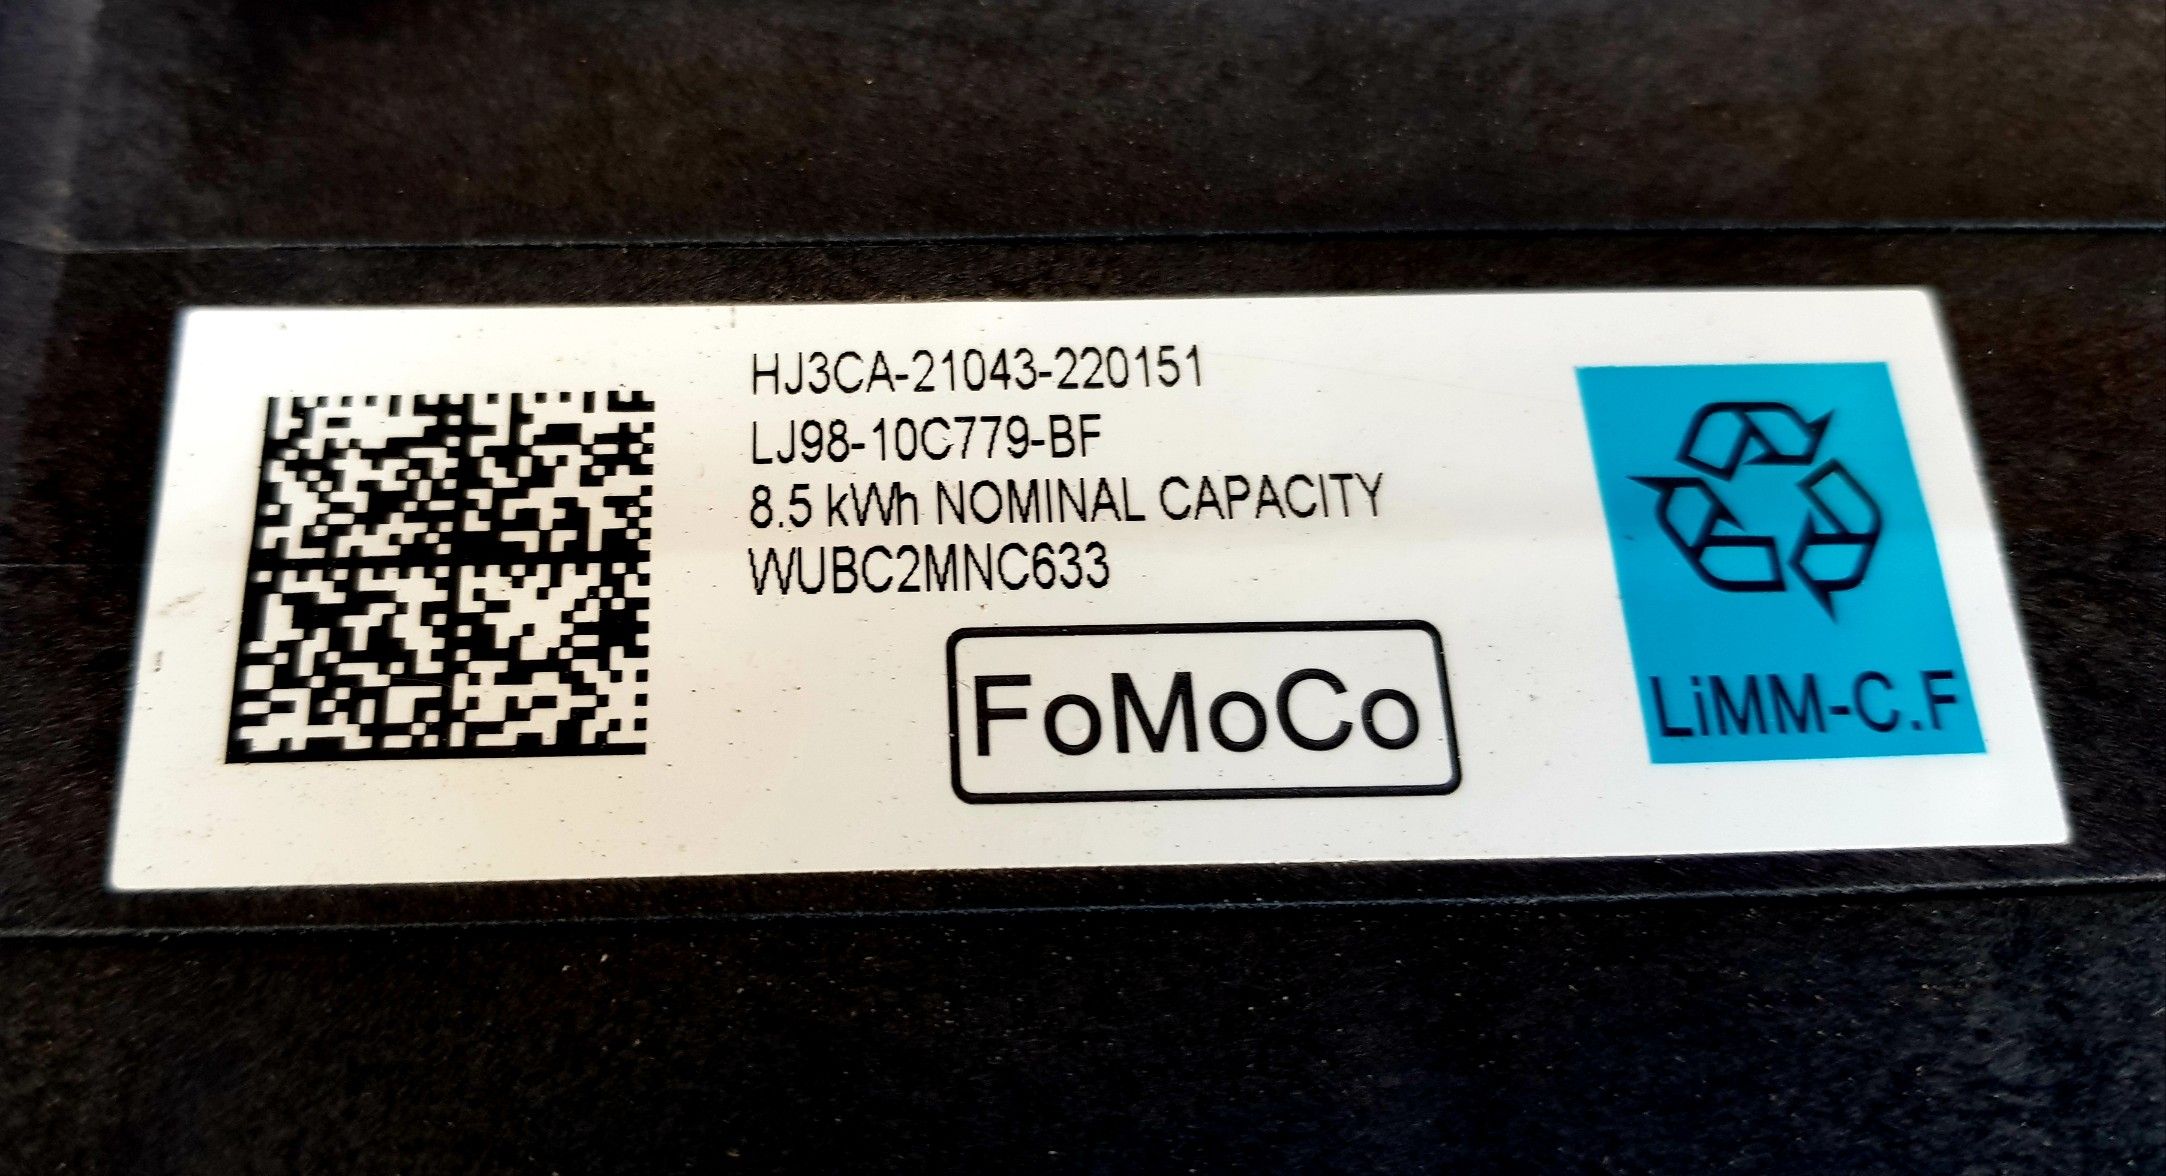 HJ3CA-21043-220151
LJ98-10C779-BF
8.5 kWh NOMINAL CAPACITY
WUBC2MNC633
FoMoCo
LiMM-C.F